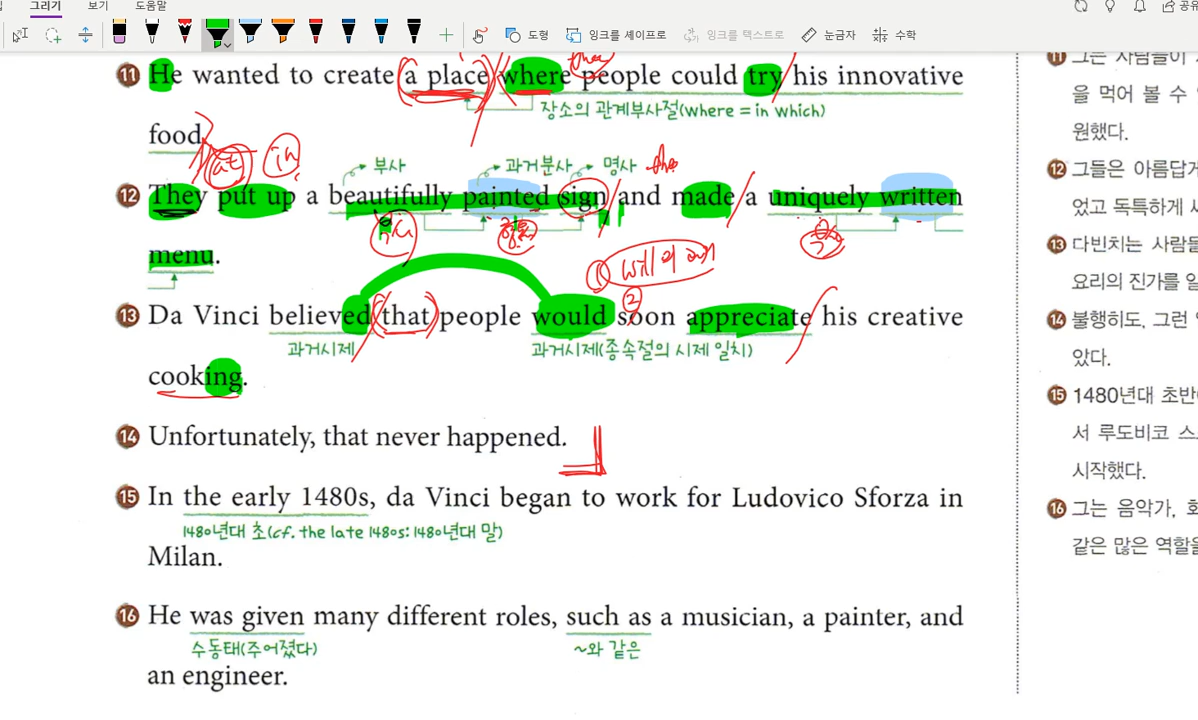 그리기 보기 도움말
공유
도형 잉크를 셰이프로 잉크를 텍스트로 눈금자 수학
⑪ He wanted to create a place where people could try his innovative
장소의 관계부사절(where = in which)
food.
at in
부사 과거분사 명사 the
⑫ They put up a beautifully painted sign and made a uniquely written
menu.
① will의 과거
②
⑬ Da Vinci believed that people would soon appreciate his creative
과거시제 과거시제(종속절의 시제 일치)
cooking.
⑭ Unfortunately, that never happened.
⑮ In the early 1480s, da Vinci began to work for Ludovico Sforza in
1480년대 초(cf. the late 1480s: 1480년대 말)
Milan.
⑯ He was given many different roles, such as a musician, a painter, and
수동태(주어졌다) ~와 같은
an engineer.
⑪ 그는 사람들이
을 먹어 볼 수
원했다.
⑫ 그들은 아름답게
었고 독특하게
⑬ 다빈치는 사람들
요리의 진가를
⑭ 불행히도, 그런
았다.
⑮ 1480년대 초반
서 루도비코
시작했다.
⑯ 그는 음악가,
같은 많은 역할을